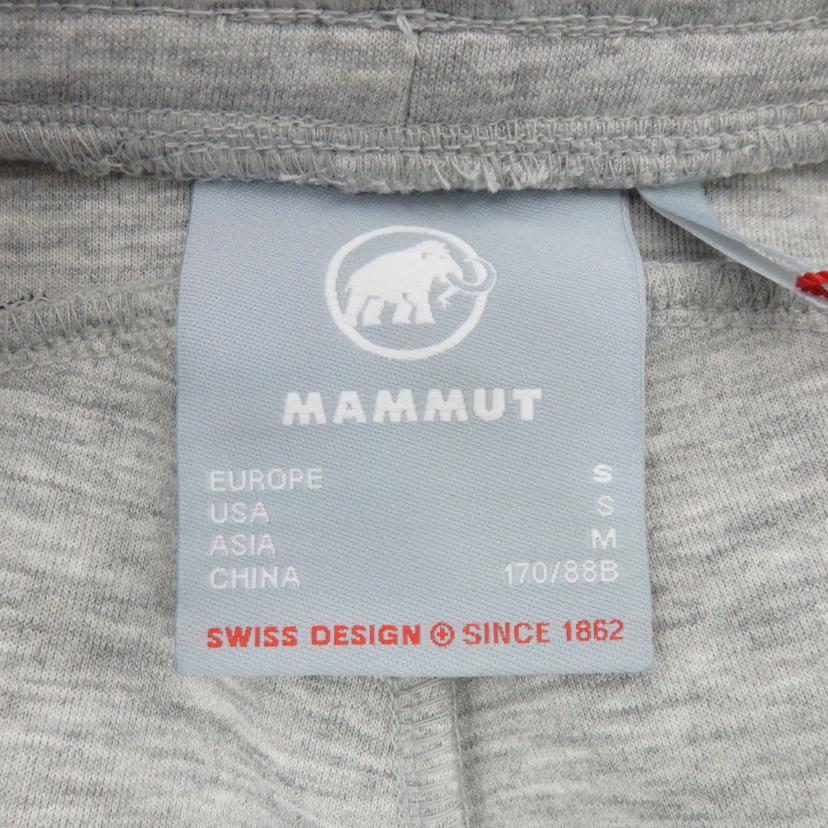 MAMMUT
EUROPE S
USA S
ASIA M
CHINA 170/88B
SWISS DESIGN SINCE 1862